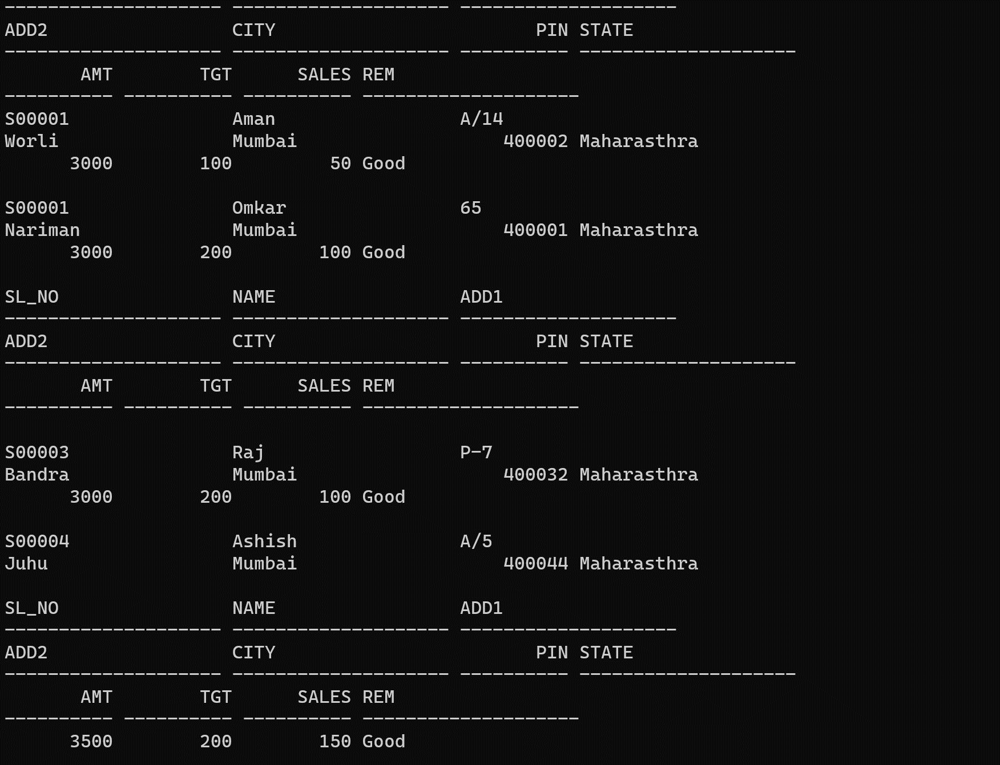 ------------------- ------------------- -------------------
ADD2                 CITY                        PIN STATE
-------------------- -------------------- ---------- --------------------
       AMT        TGT      SALES REM
---------- ---------- ---------- --------------------
S00001               Aman                 A/14
Worli                Mumbai                   400002 Maharasthra
      3000        100         50 Good

S00001               Omkar                65
Nariman              Mumbai                   400001 Maharasthra
      3000        200        100 Good

SL_NO                NAME                 ADD1
-------------------- -------------------- --------------------
ADD2                 CITY                        PIN STATE
-------------------- -------------------- ---------- --------------------
       AMT        TGT      SALES REM
---------- ---------- ---------- --------------------

S00003               Raj                  P-7
Bandra               Mumbai                   400032 Maharasthra
      3000        200        100 Good

S00004               Ashish               A/5
Juhu                 Mumbai                   400044 Maharasthra

SL_NO                NAME                 ADD1
-------------------- -------------------- --------------------
ADD2                 CITY                        PIN STATE
-------------------- -------------------- ---------- --------------------
       AMT        TGT      SALES REM
---------- ---------- ---------- --------------------
      3500        200        150 Good